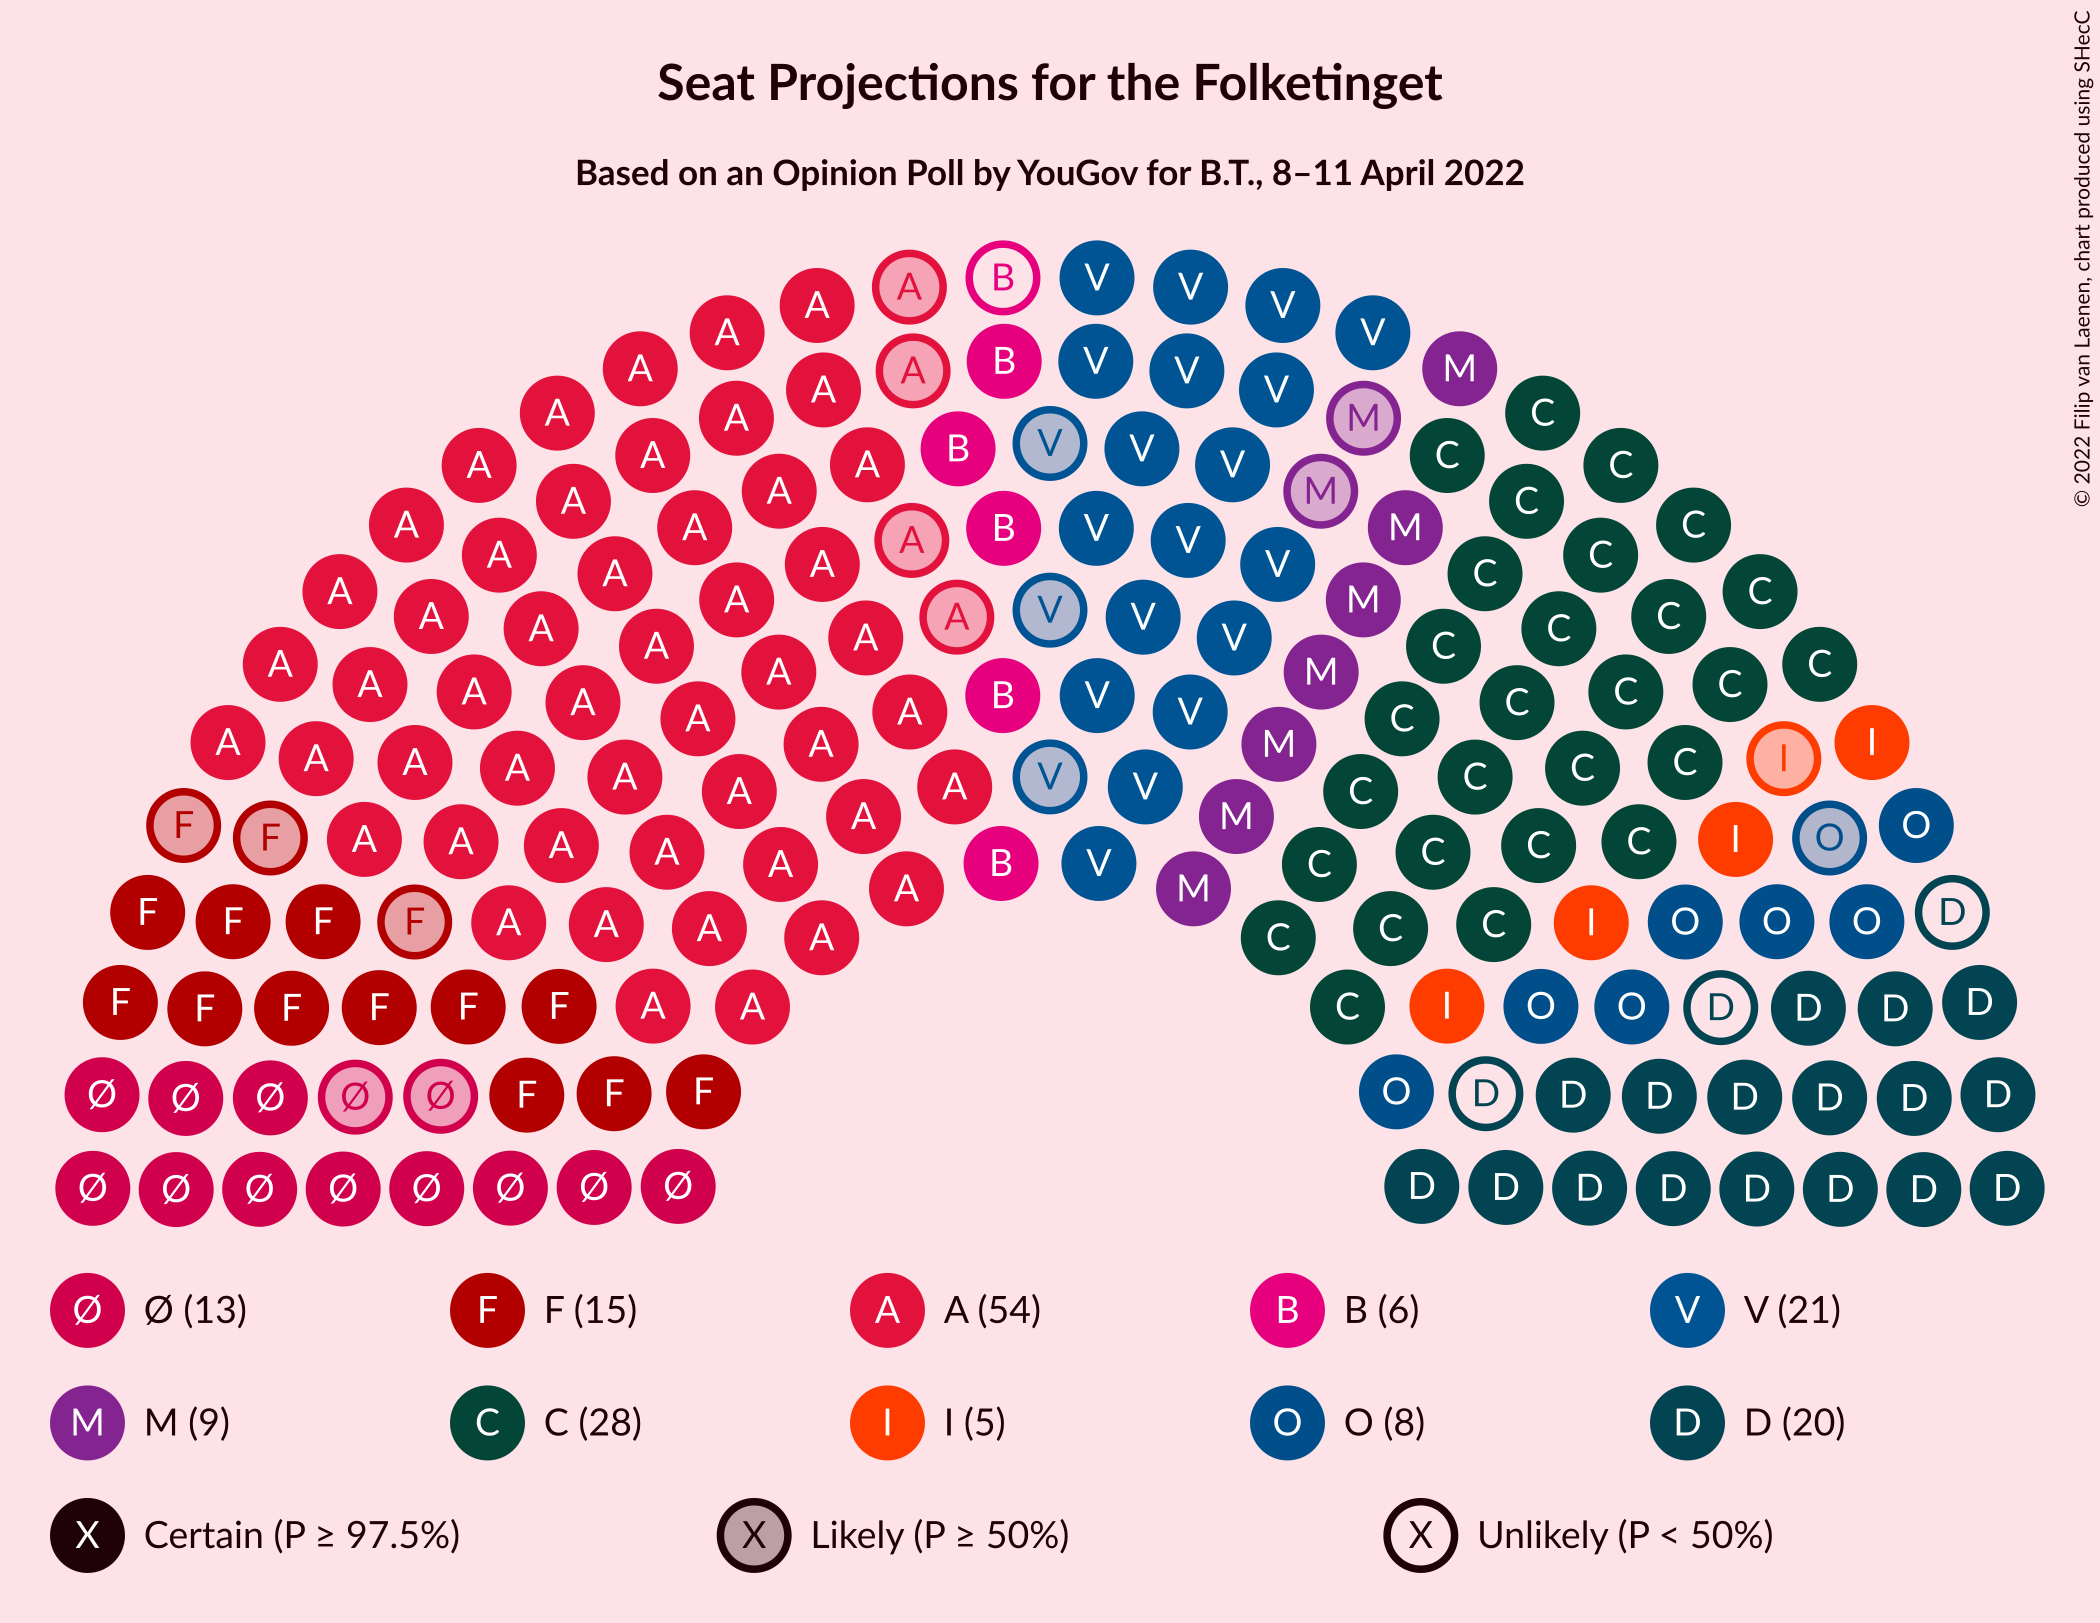 Seat Projections for the Folketinget
Based on an Opinion Poll by YouGov for B.T., 8–11 April 2022
© 2022 Filip van Laenen, chart produced using SHecC
A A B V V V V M
A A A A B V V V M C C
A A A A A B V V V M C C C
A A A A A A B V V V M C C C C
A A A A A A V V V M C C C C
A A A A A A B V V M C C C C C
A A A A A A V V M C C C C I I
F F A A A A A A B V M C C C C I O O
F F F F A A A A C C C I O O O D
F F F F F F A A C I O O D D D D
Ø Ø Ø Ø Ø F F F O D D D D D D D
Ø Ø Ø Ø Ø Ø Ø Ø D D D D D D D D
Ø Ø (13) F F (15) A A (54) B B (6) V V (21)
M M (9) C C (28) I I (5) O O (8) D D (20)
X Certain (P ≥ 97.5%) X Likely (P ≥ 50%) X Unlikely (P < 50%)